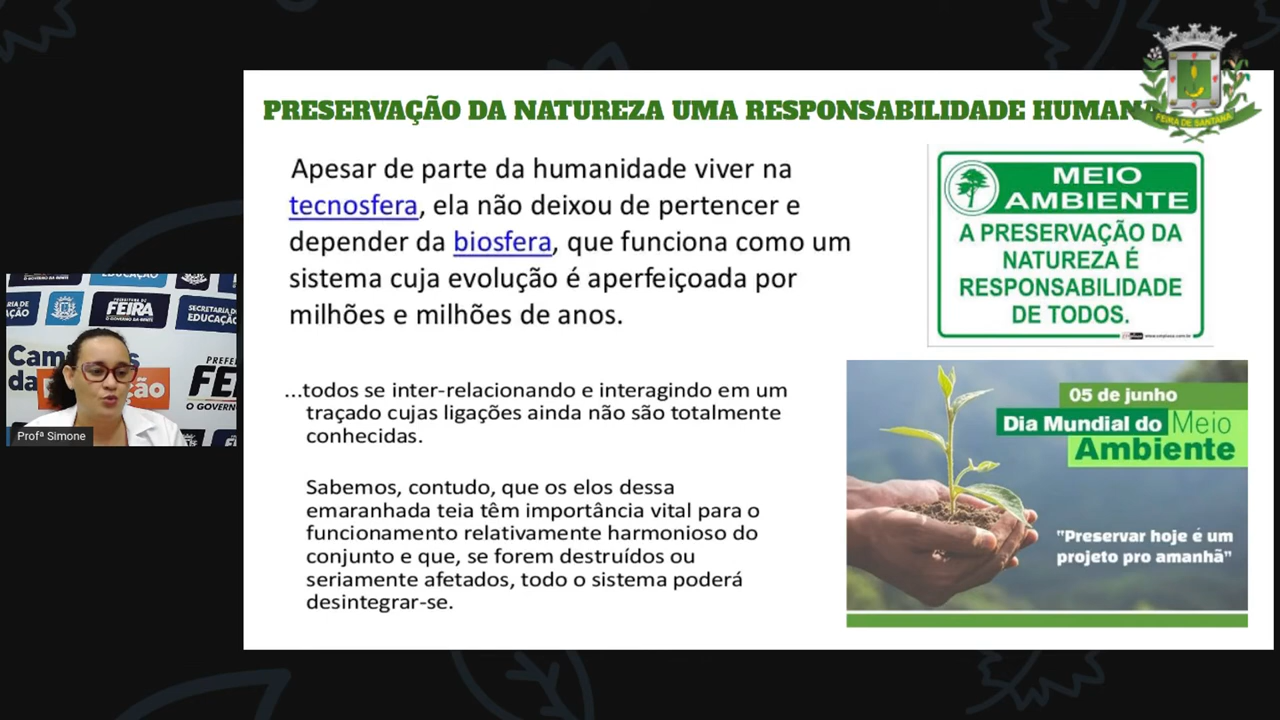 PRESERVAÇÃO DA NATUREZA UMA RESPONSABILIDADE HUMANA
FEIRA DE SANTANA
Apesar de parte da humanidade viver na
tecnosfera, ela não deixou de pertencer e
depender da biosfera, que funciona como um
sistema cuja evolução é aperfeiçoada por
milhões e milhões de anos.
...todos se inter-relacionando e interagindo em um
traçado cujas ligações ainda não são totalmente
conhecidas.
Sabemos, contudo, que os elos dessa
emaranhada teia têm importância vital para o
funcionamento relativamente harmonioso do
conjunto e que, se forem destruídos ou
seriamente afetados, todo o sistema poderá
desintegrar-se.
MEIO
AMBIENTE
A PRESERVAÇÃO DA
NATUREZA É
RESPONSABILIDADE
DE TODOS.
05 de junho
Dia Mundial do Meio
Ambiente
"Preservar hoje é um
projeto pro amanhã"
EDUCAÇÃO
FEIRA
SECRETARIA DE
EDUCAÇÃO
PREFE
FE
O GOVERNO
Profª Simone